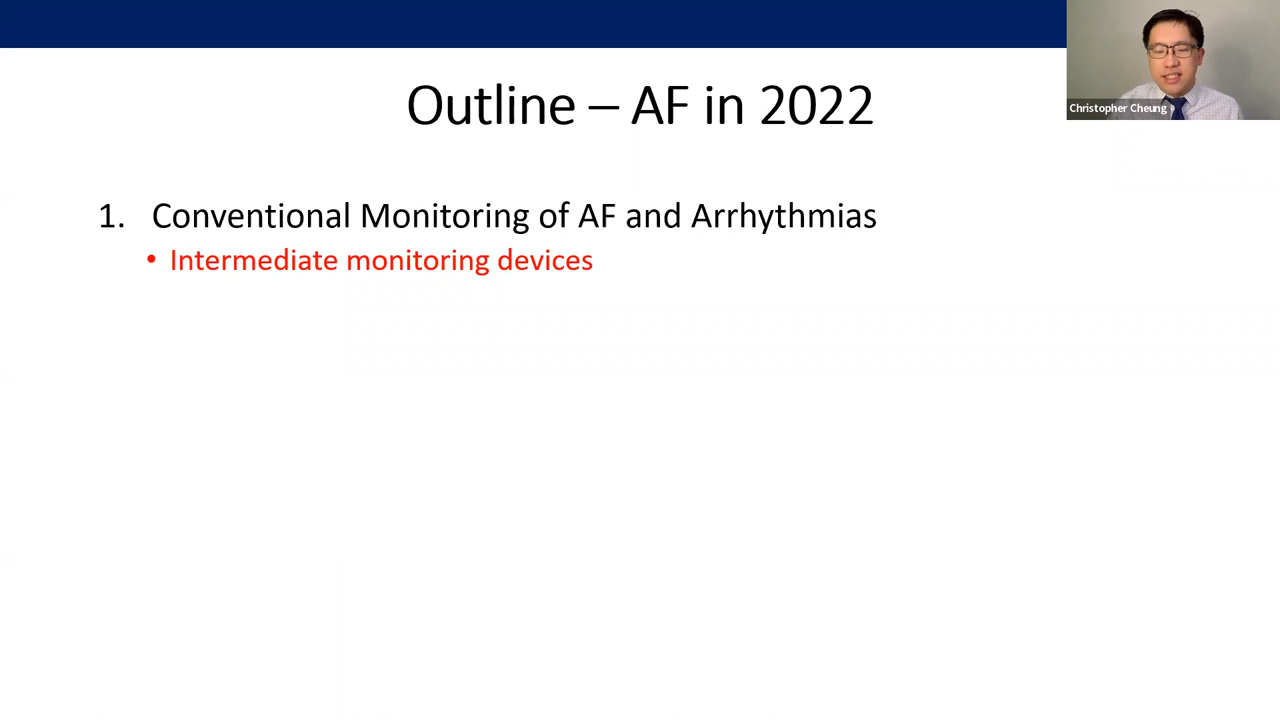 Outline – AF in 2022
Christopher Cheung
1. Conventional Monitoring of AF and Arrhythmias
• Intermediate monitoring devices